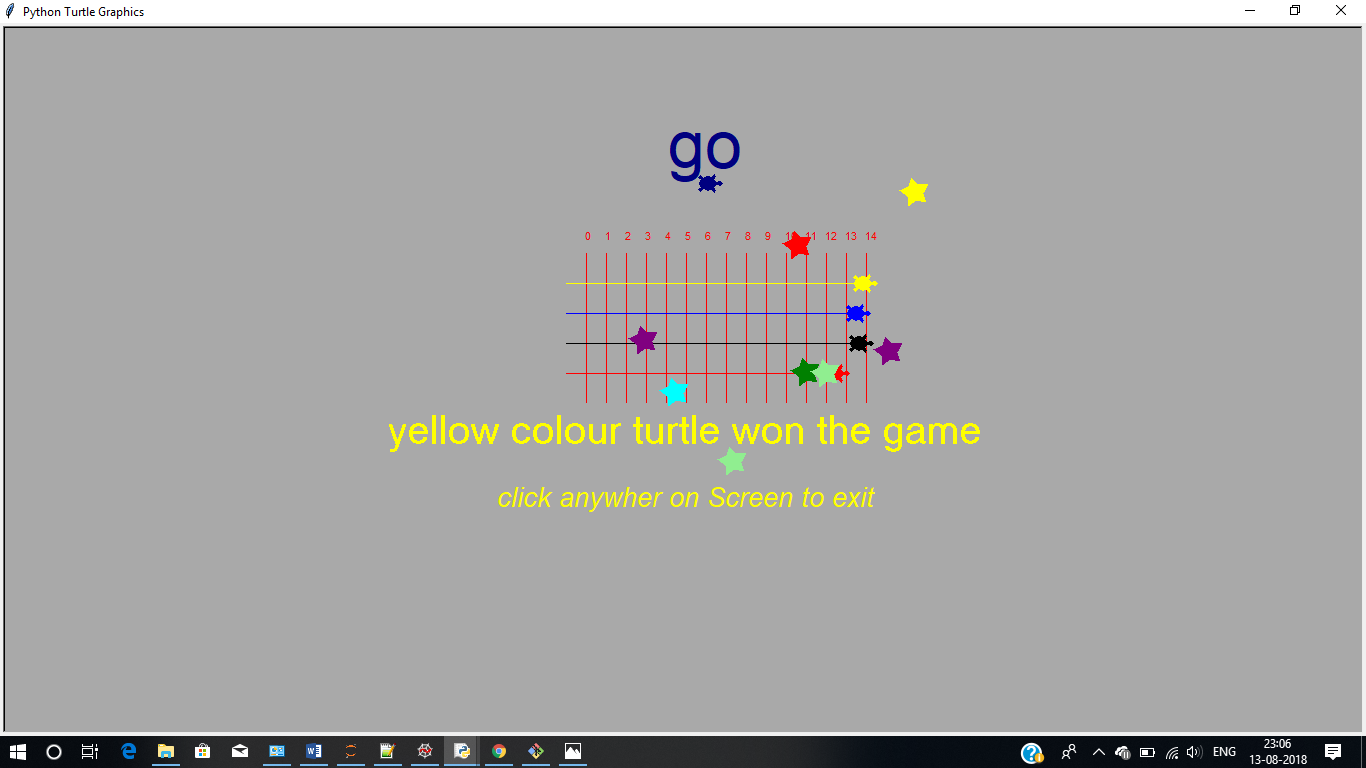 Python Turtle Graphics
go
0 1 2 3 4 5 6 7 8 9 10 11 12 13 14
yellow colour turtle won the game
click anywher on Screen to exit
ENG
23:06
13-08-2018